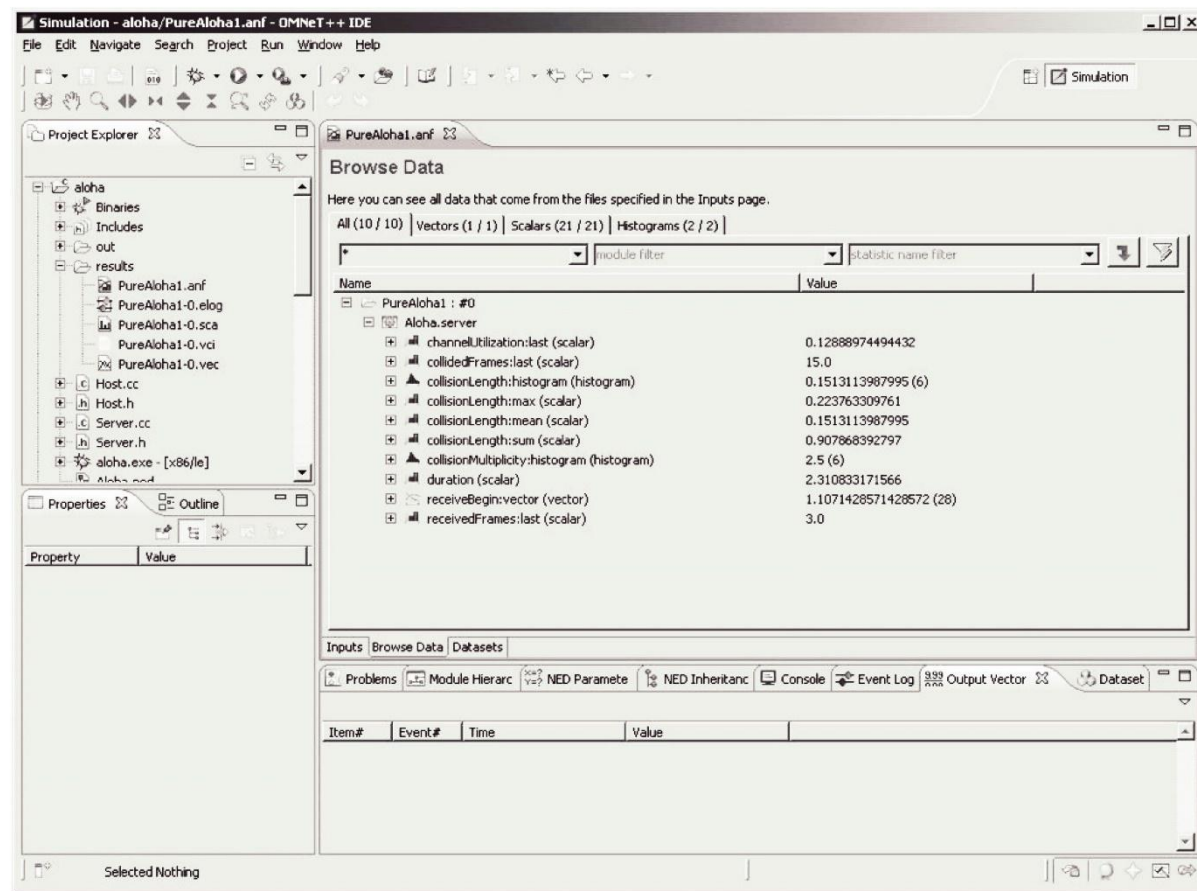 Simulation - aloha/PureAloha1.anf - OMNeT++ IDE
File Edit Navigate Search Project Run Window Help
Simulation
Project Explorer
aloha
Binaries
Includes
out
results
PureAloha1.anf
PureAloha1-0.elog
PureAloha1-0.sca
PureAloha1-0.vci
PureAloha1-0.vec
Host.cc
Host.h
Server.cc
Server.h
aloha.exe - [x86/le]
Aloha.ned
Properties Outline
Property Value
PureAloha1.anf
Browse Data
Here you can see all data that come from the files specified in the Inputs page.
All (10 / 10) Vectors (1 / 1) Scalars (21 / 21) Histograms (2 / 2)
* module filter statistic name filter
Name Value
PureAloha1 : #0
Aloha.server
channelUtilization:last (scalar) 0.12888974494432
collidedFrames:last (scalar) 15.0
collisionLength:histogram (histogram) 0.1513113987995 (6)
collisionLength:max (scalar) 0.223763309761
collisionLength:mean (scalar) 0.1513113987995
collisionLength:sum (scalar) 0.907868392797
collisionMultiplicity:histogram (histogram) 2.5 (6)
duration (scalar) 2.310833171566
receiveBegin:vector (vector) 1.1071428571428572 (28)
receivedFrames:last (scalar) 3.0
Inputs Browse Data Datasets
Problems Module Hierarc NED Paramete NED Inheritanc Console Event Log Output Vector Dataset
Item# Event# Time Value
Selected Nothing